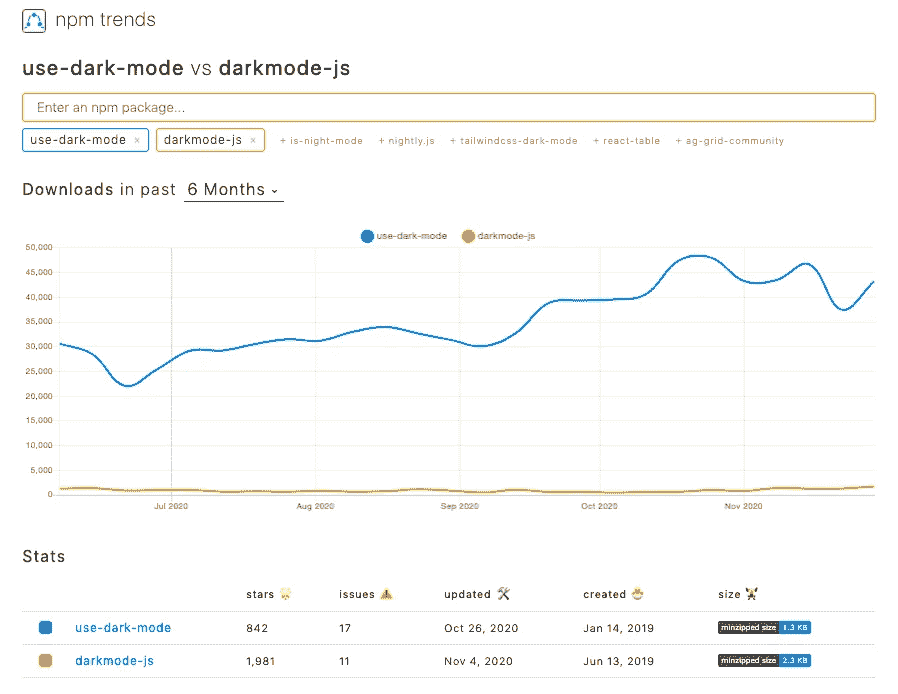 npm trends
use-dark-mode vs darkmode-js
Enter an npm package...
use-dark-mode × darkmode-js × + is-night-mode + nightly.js + tailwindcss-dark-mode + react-table + ag-grid-community
Downloads in past 6 Months
use-dark-mode darkmode-js
50,000
45,000
40,000
35,000
30,000
25,000
20,000
15,000
10,000
5,000
0
Jul 2020 Aug 2020 Sep 2020 Oct 2020 Nov 2020
Stats
stars issues updated created size
use-dark-mode 842 17 Oct 26, 2020 Jan 14, 2019 minzipped size 1.3 KB
darkmode-js 1,981 11 Nov 4, 2020 Jun 13, 2019 minzipped size 2.3 KB